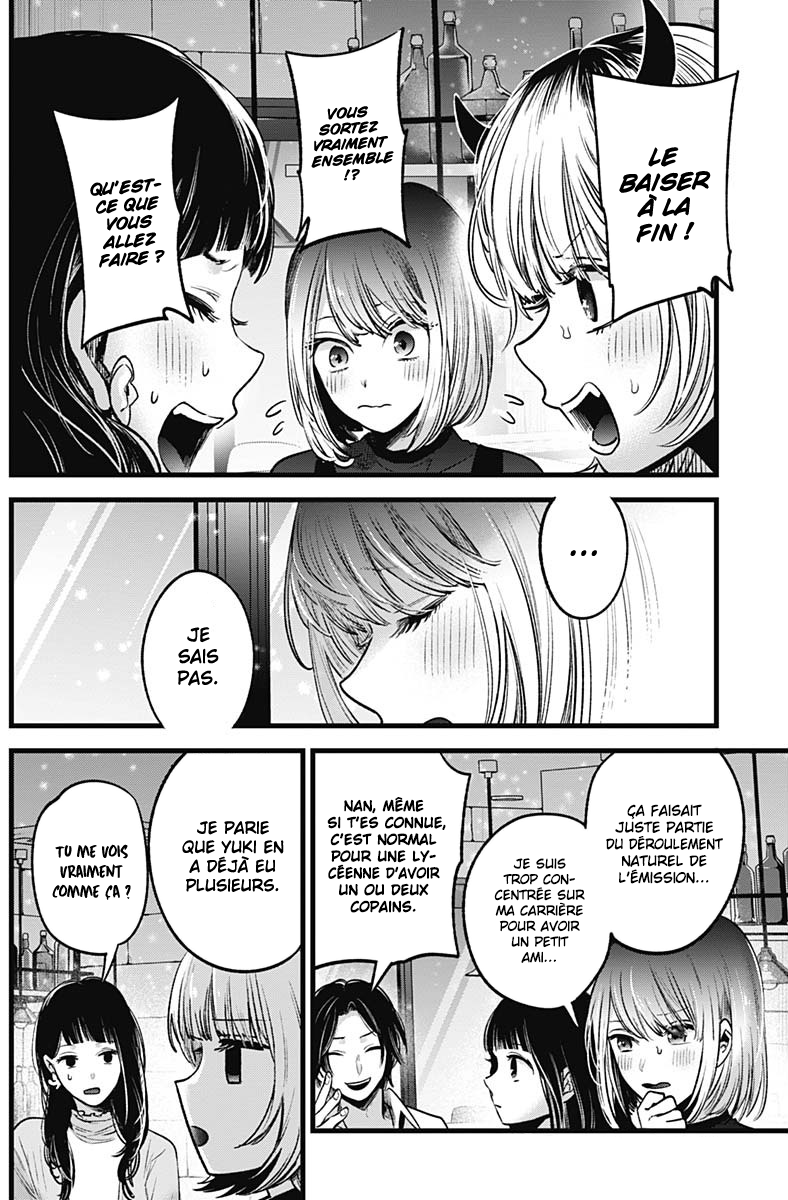 LE
BAISER
À LA
FIN !
VOUS
SORTEZ
VRAIMENT
ENSEMBLE
!?
QU'EST-
CE QUE
VOUS
ALLEZ
FAIRE ?
...
JE
SAIS
PAS.
ÇA FAISAIT
JUSTE PARTIE
DU DÉROULEMENT
NATUREL DE
L'ÉMISSION...
JE SUIS
TROP CON-
CENTRÉE SUR
MA CARRIÈRE
POUR AVOIR
UN PETIT
AMI...
NAN, MÊME
SI T'ES CONNUE,
C'EST NORMAL
POUR UNE LY-
CÉENNE D'AVOIR
UN OU DEUX
COPAINS.
JE PARIE
QUE YUKI EN
A DÉJÀ EU
PLUSIEURS.
TU ME VOIS
VRAIMENT
COMME ÇA ?